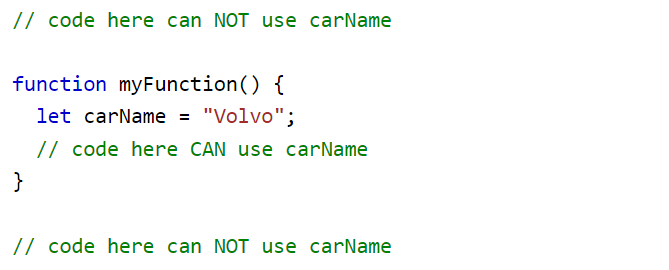 // code here can NOT use carName
function myFunction() {
  let carName = "Volvo";
  // code here CAN use carName
}
// code here can NOT use carName